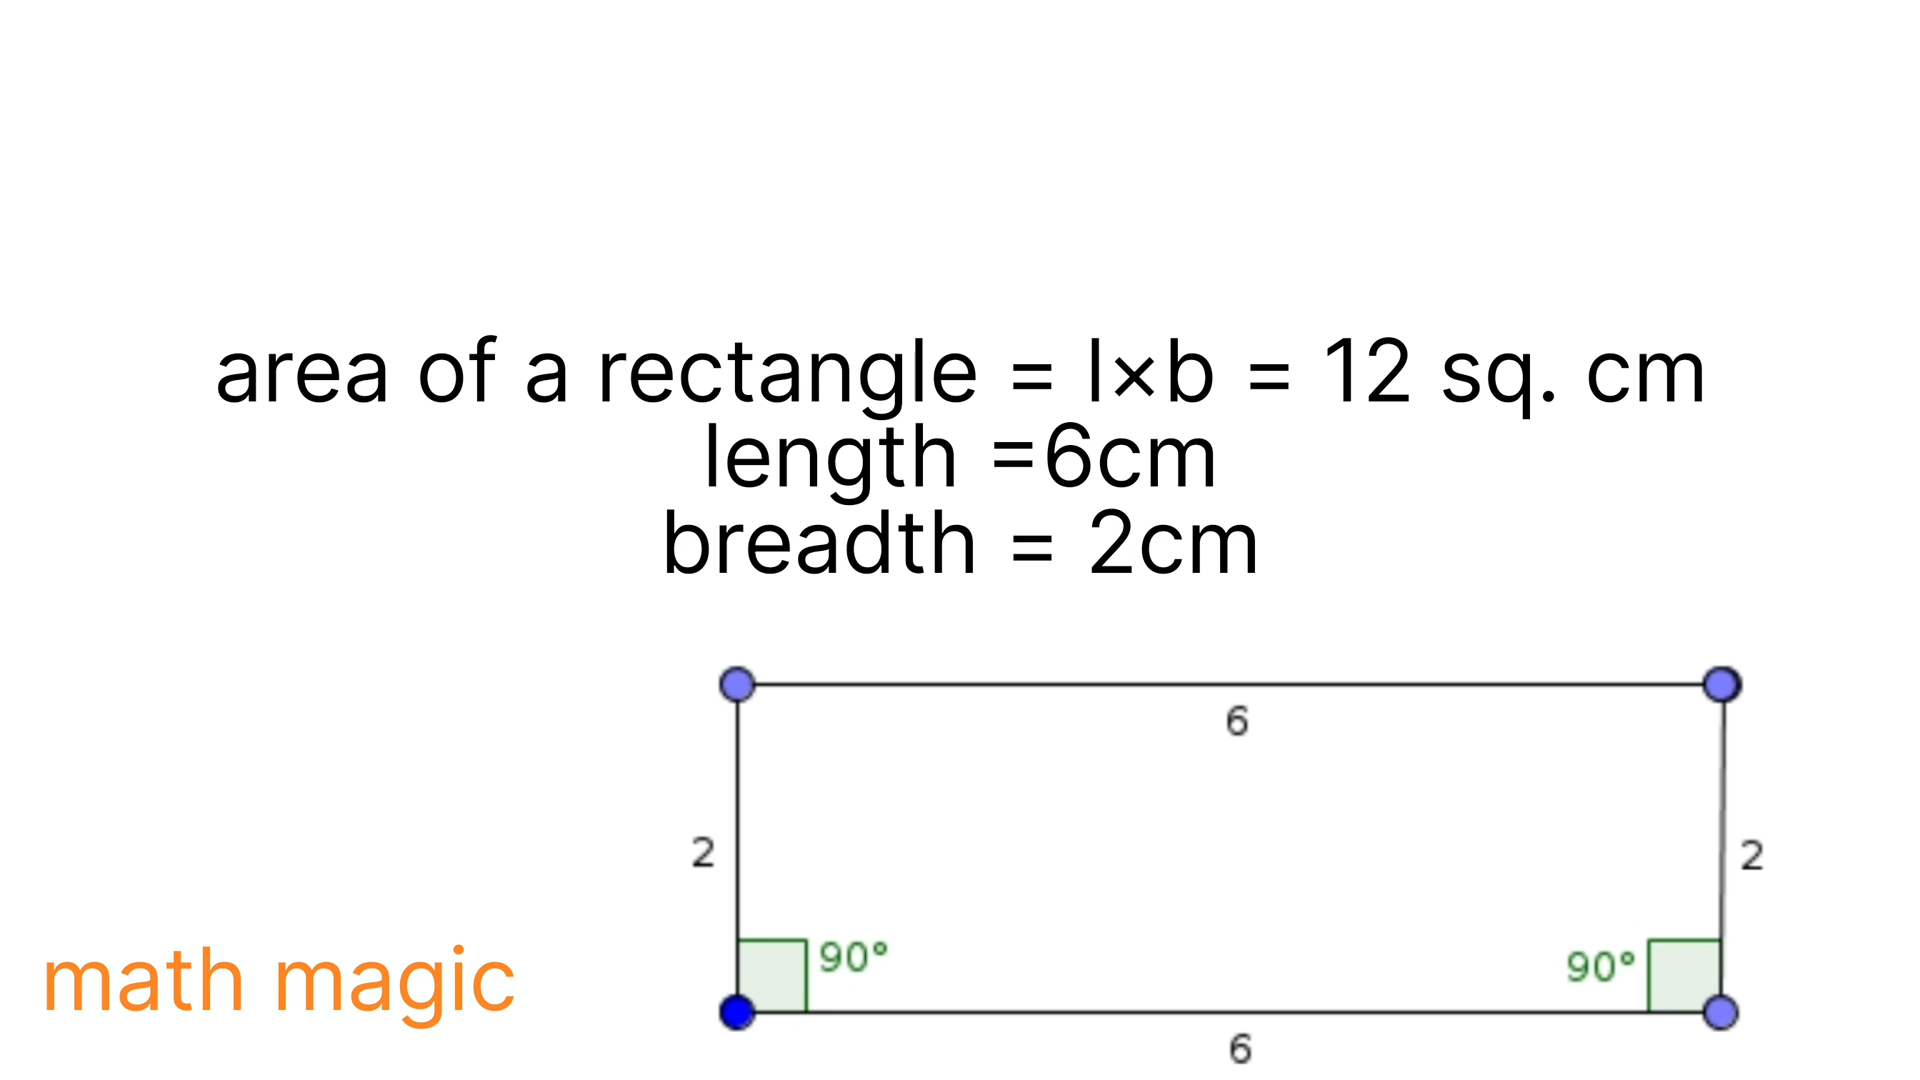 area of a rectangle = l×b = 12 sq. cm
length =6cm
breadth = 2cm
6
2
2
90°
90°
math magic
6